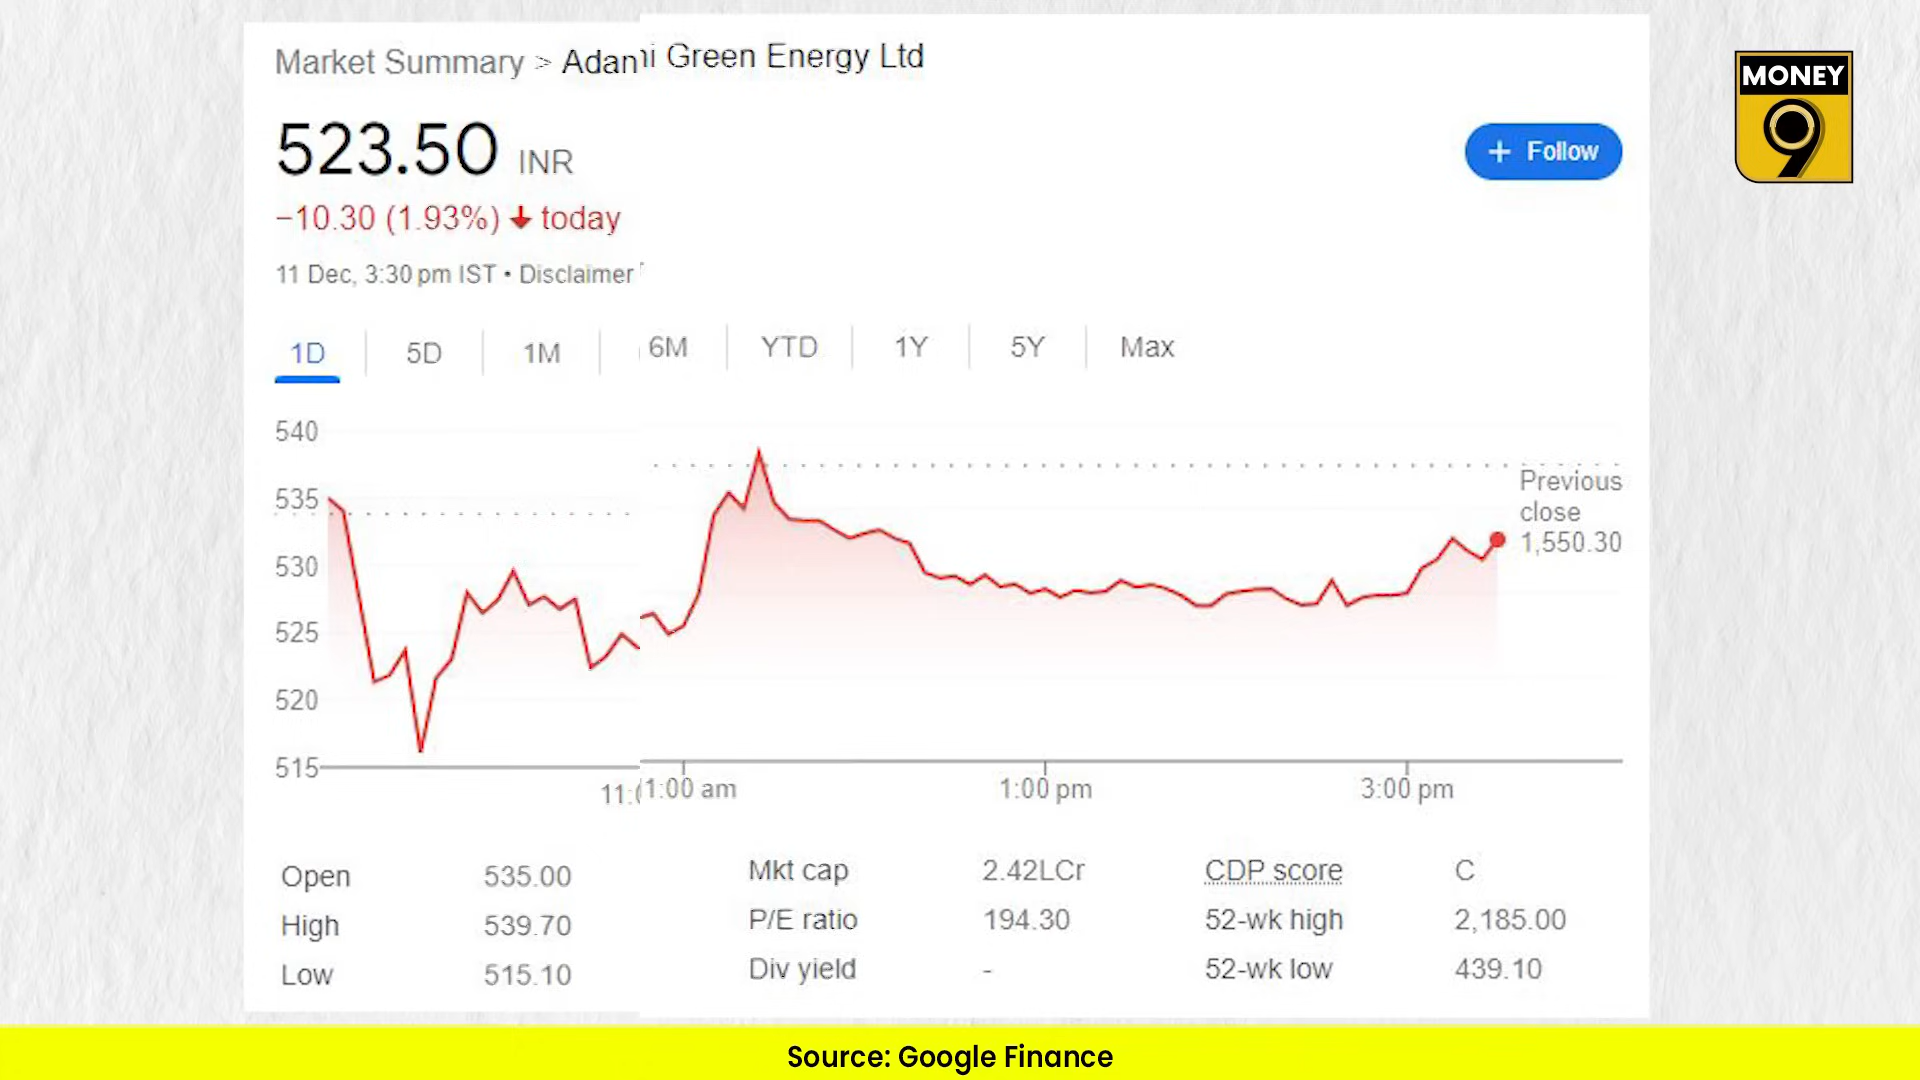 Market Summary > Adani Green Energy Ltd
MONEY
9
523.50 INR
+ Follow
−10.30 (1.93%) ↓ today
11 Dec, 3:30 pm IST • Disclaimer
1D 5D 1M 6M YTD 1Y 5Y Max
540
535
530
525
520
515
Previous
close
1,550.30
11:0 1:00 am 1:00 pm 3:00 pm
Open 535.00 Mkt cap 2.42LCr CDP score C
High 539.70 P/E ratio 194.30 52-wk high 2,185.00
Low 515.10 Div yield - 52-wk low 439.10
Source: Google Finance